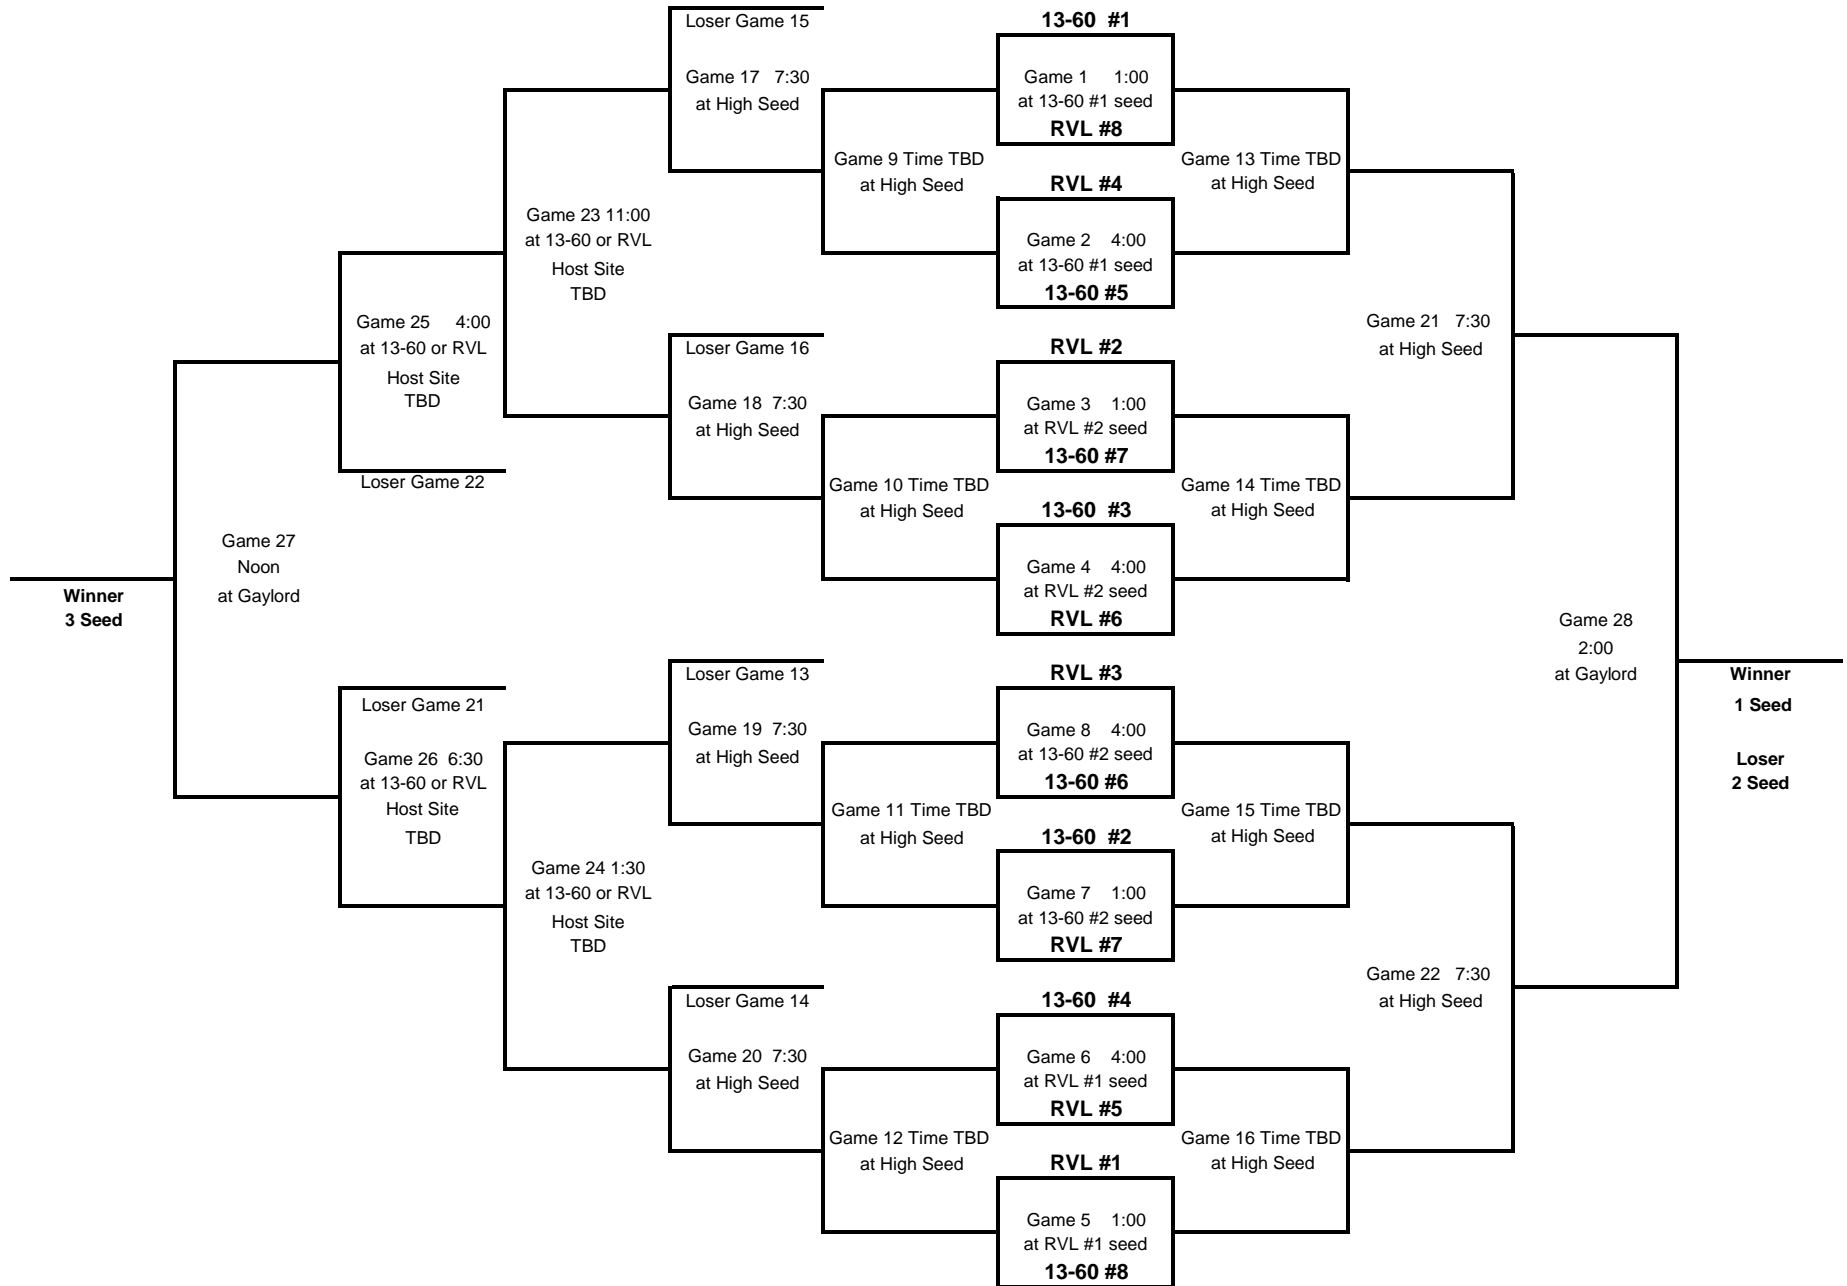 Loser Game 15
Game 17 7:30
at High Seed
13-60 #1
Game 1 1:00
at 13-60 #1 seed
RVL #8
Game 9 Time TBD
at High Seed
Game 13 Time TBD
at High Seed
RVL #4
Game 2 4:00
at 13-60 #1 seed
13-60 #5
Game 23 11:00
at 13-60 or RVL
Host Site
TBD
Game 25 4:00
at 13-60 or RVL
Host Site
TBD
Loser Game 22
Loser Game 16
Game 18 7:30
at High Seed
RVL #2
Game 3 1:00
at RVL #2 seed
13-60 #7
Game 21 7:30
at High Seed
Game 10 Time TBD
at High Seed
Game 14 Time TBD
at High Seed
13-60 #3
Game 4 4:00
at RVL #2 seed
RVL #6
Game 27
Noon
at Gaylord
Winner
3 Seed
Game 28
2:00
at Gaylord
Winner
1 Seed
Loser
2 Seed
Loser Game 13
Game 19 7:30
at High Seed
RVL #3
Game 8 4:00
at 13-60 #2 seed
13-60 #6
Loser Game 21
Game 26 6:30
at 13-60 or RVL
Host Site
TBD
Game 11 Time TBD
at High Seed
Game 15 Time TBD
at High Seed
13-60 #2
Game 7 1:00
at 13-60 #2 seed
RVL #7
Game 24 1:30
at 13-60 or RVL
Host Site
TBD
Loser Game 14
Game 20 7:30
at High Seed
13-60 #4
Game 6 4:00
at RVL #1 seed
RVL #5
Game 22 7:30
at High Seed
Game 12 Time TBD
at High Seed
Game 16 Time TBD
at High Seed
RVL #1
Game 5 1:00
at RVL #1 seed
13-60 #8